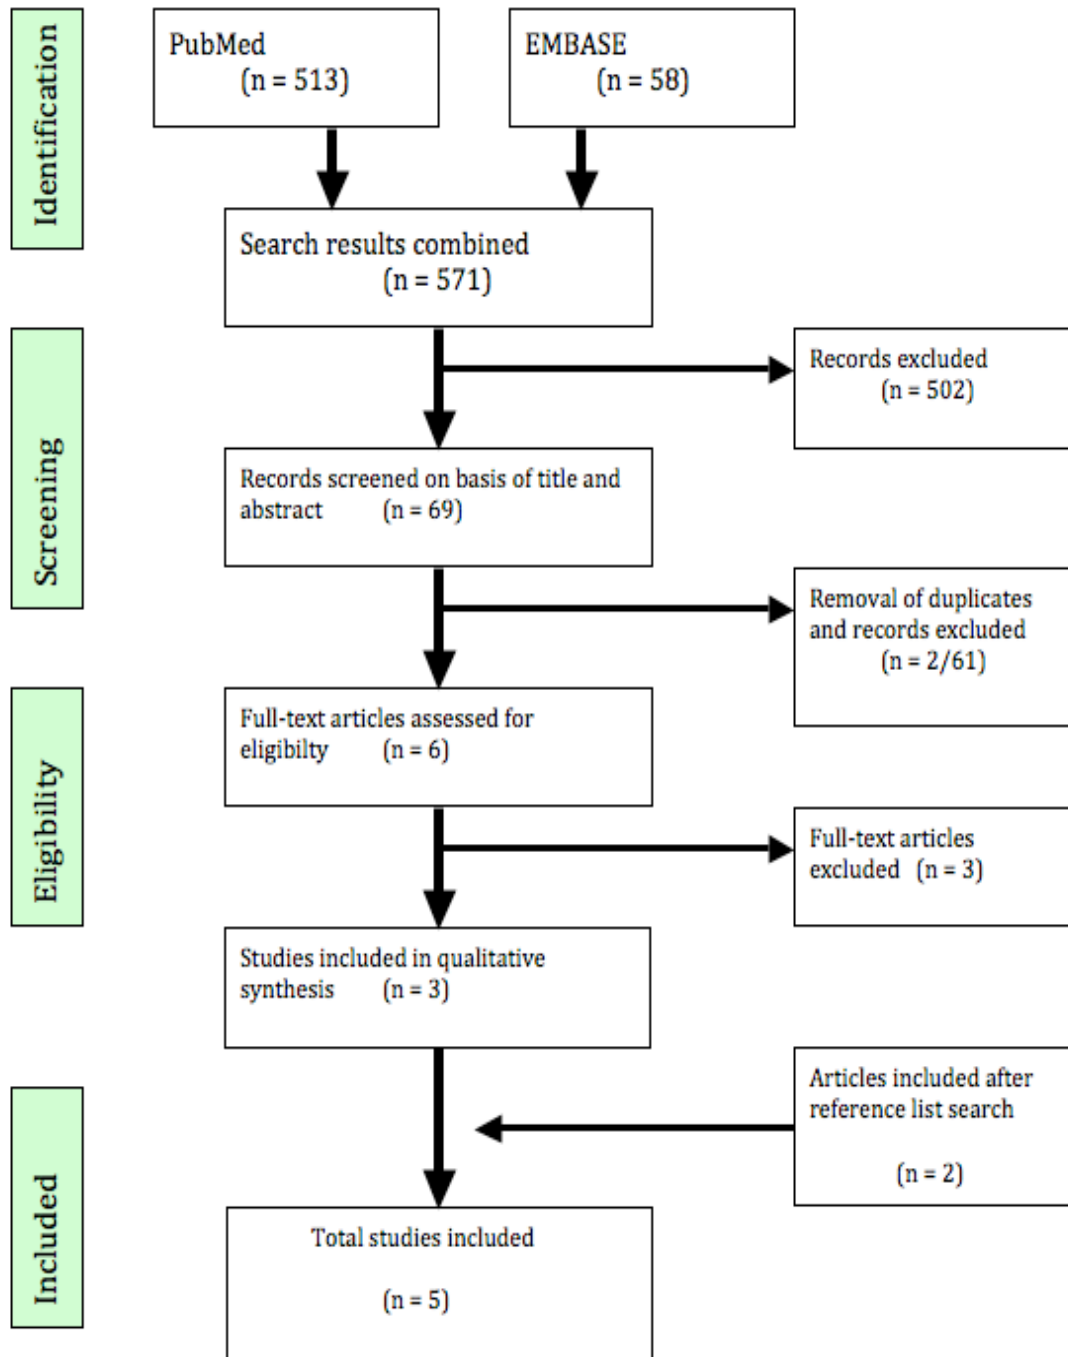 Identification
PubMed
(n = 513)
EMBASE
(n = 58)
Search results combined
(n = 571)
Screening
Records excluded
(n = 502)
Records screened on basis of title and
abstract (n = 69)
Removal of duplicates
and records excluded
(n = 2/61)
Eligibility
Full-text articles assessed for
eligibilty (n = 6)
Full-text articles
excluded (n = 3)
Studies included in qualitative
synthesis (n = 3)
Included
Articles included after
reference list search
(n = 2)
Total studies included
(n = 5)